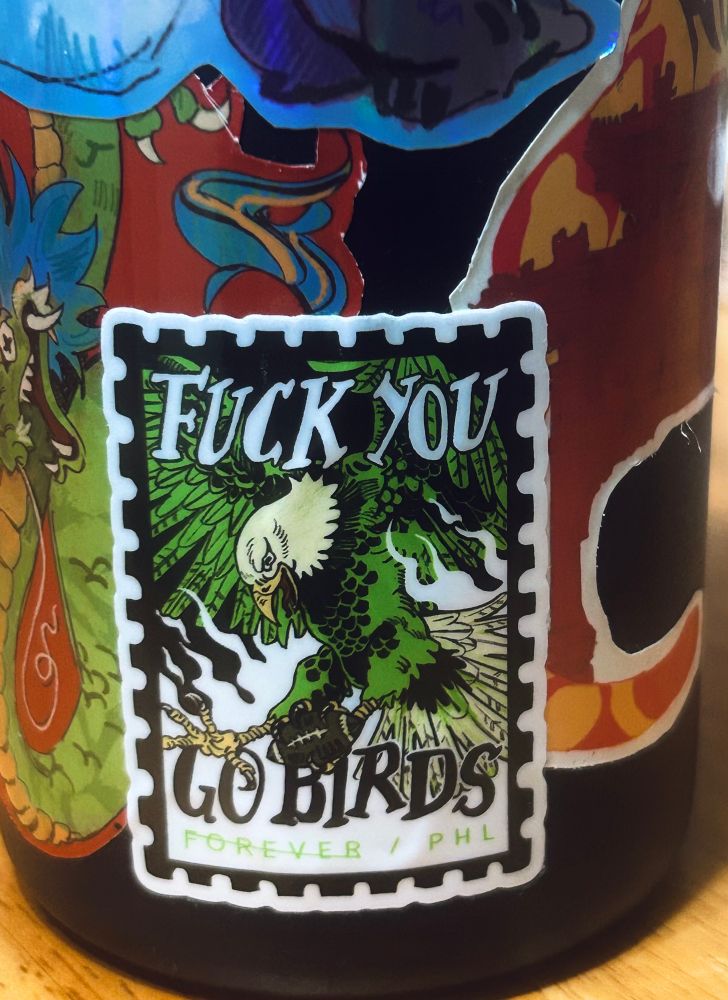 FUCK YOU
GO BIRDS
FOREVER / PHL